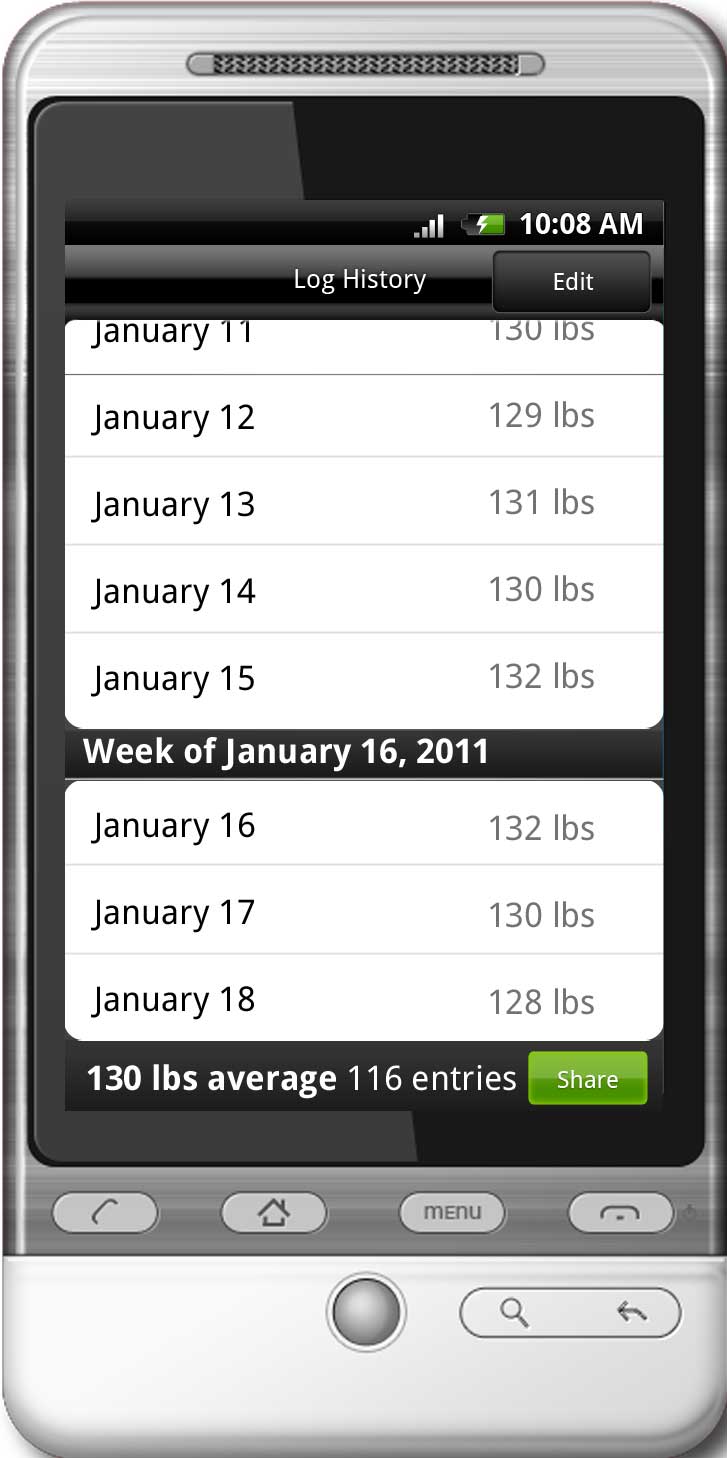 10:08 AM
Log History Edit
January 11 130 lbs
January 12 129 lbs
January 13 131 lbs
January 14 130 lbs
January 15 132 lbs
Week of January 16, 2011
January 16 132 lbs
January 17 130 lbs
January 18 128 lbs
130 lbs average 116 entries Share
MENU